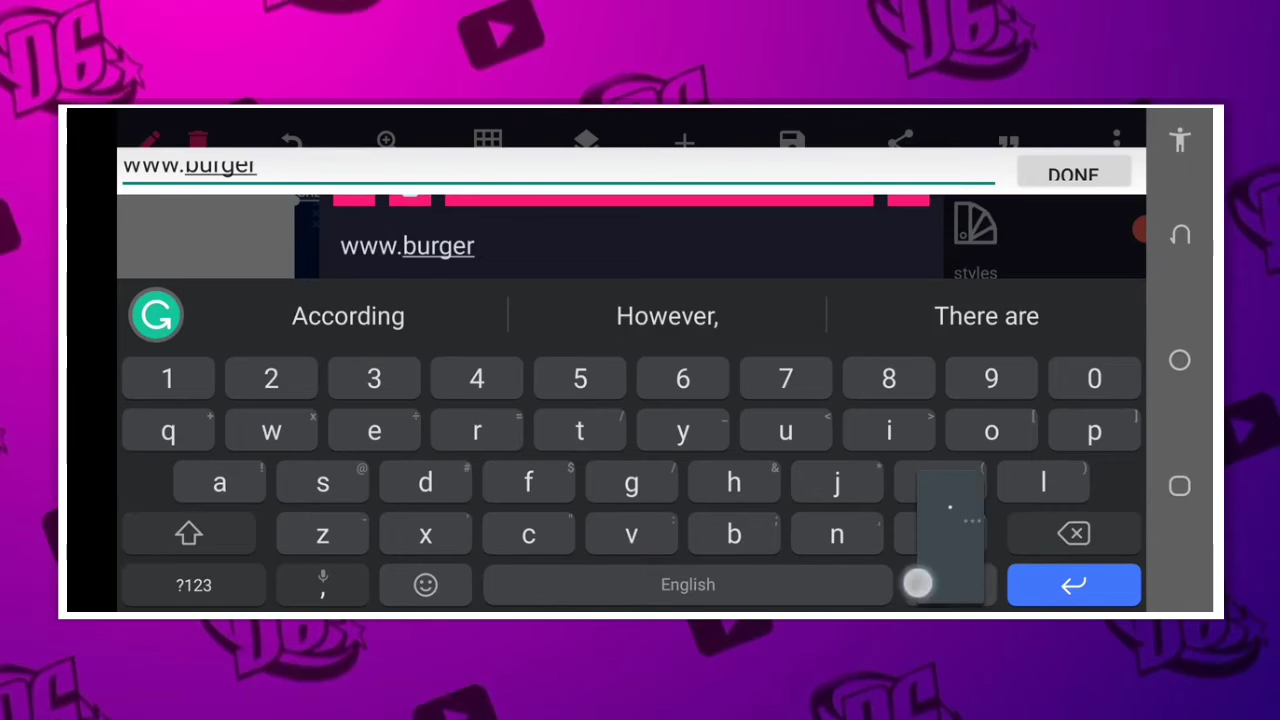 www.burger
DONE
www.burger
styles
According
However,
There are
1 2 3 4 5 6 7 8 9 0
q w e r t y u i o p
a s d f g h j l
z x c v b n
?123 , English